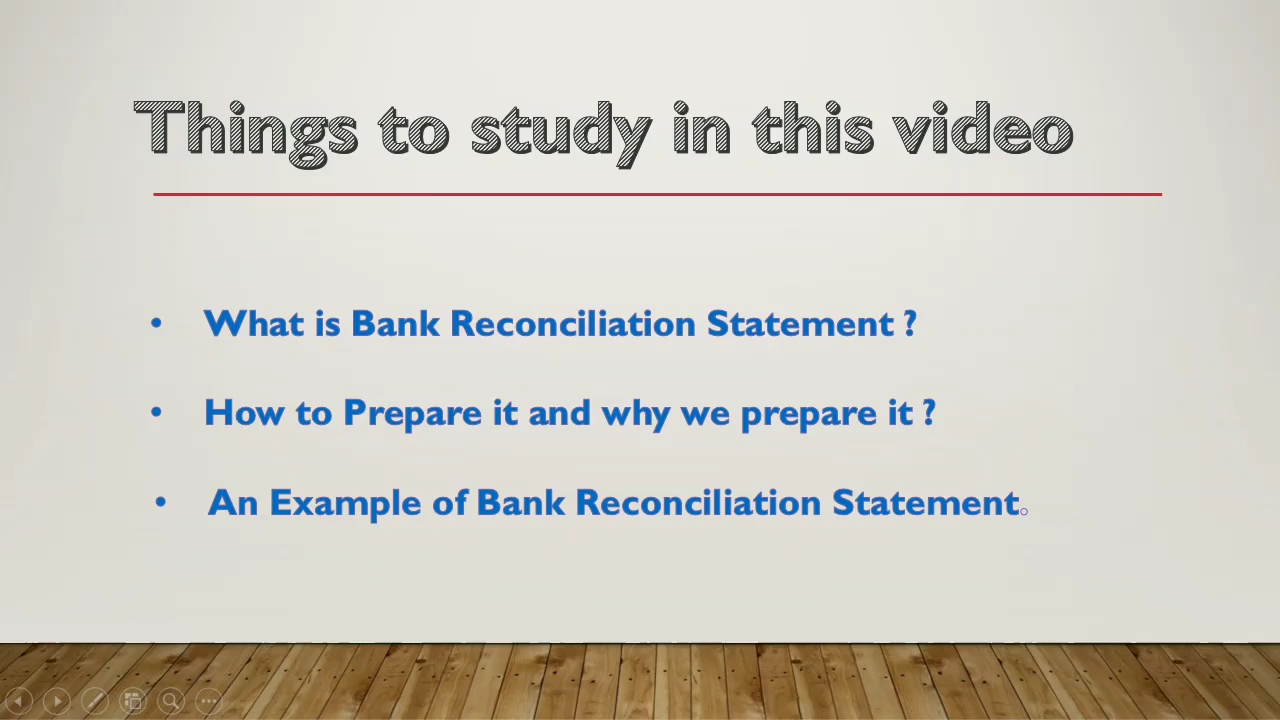 Things to study in this video
• What is Bank Reconciliation Statement ?
• How to Prepare it and why we prepare it ?
• An Example of Bank Reconciliation Statement.